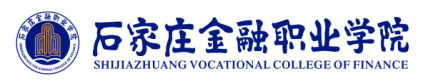 石家庄金融职业学院
SHIJIAZHUANG VOCATIONAL COLLEGE OF FINANCE